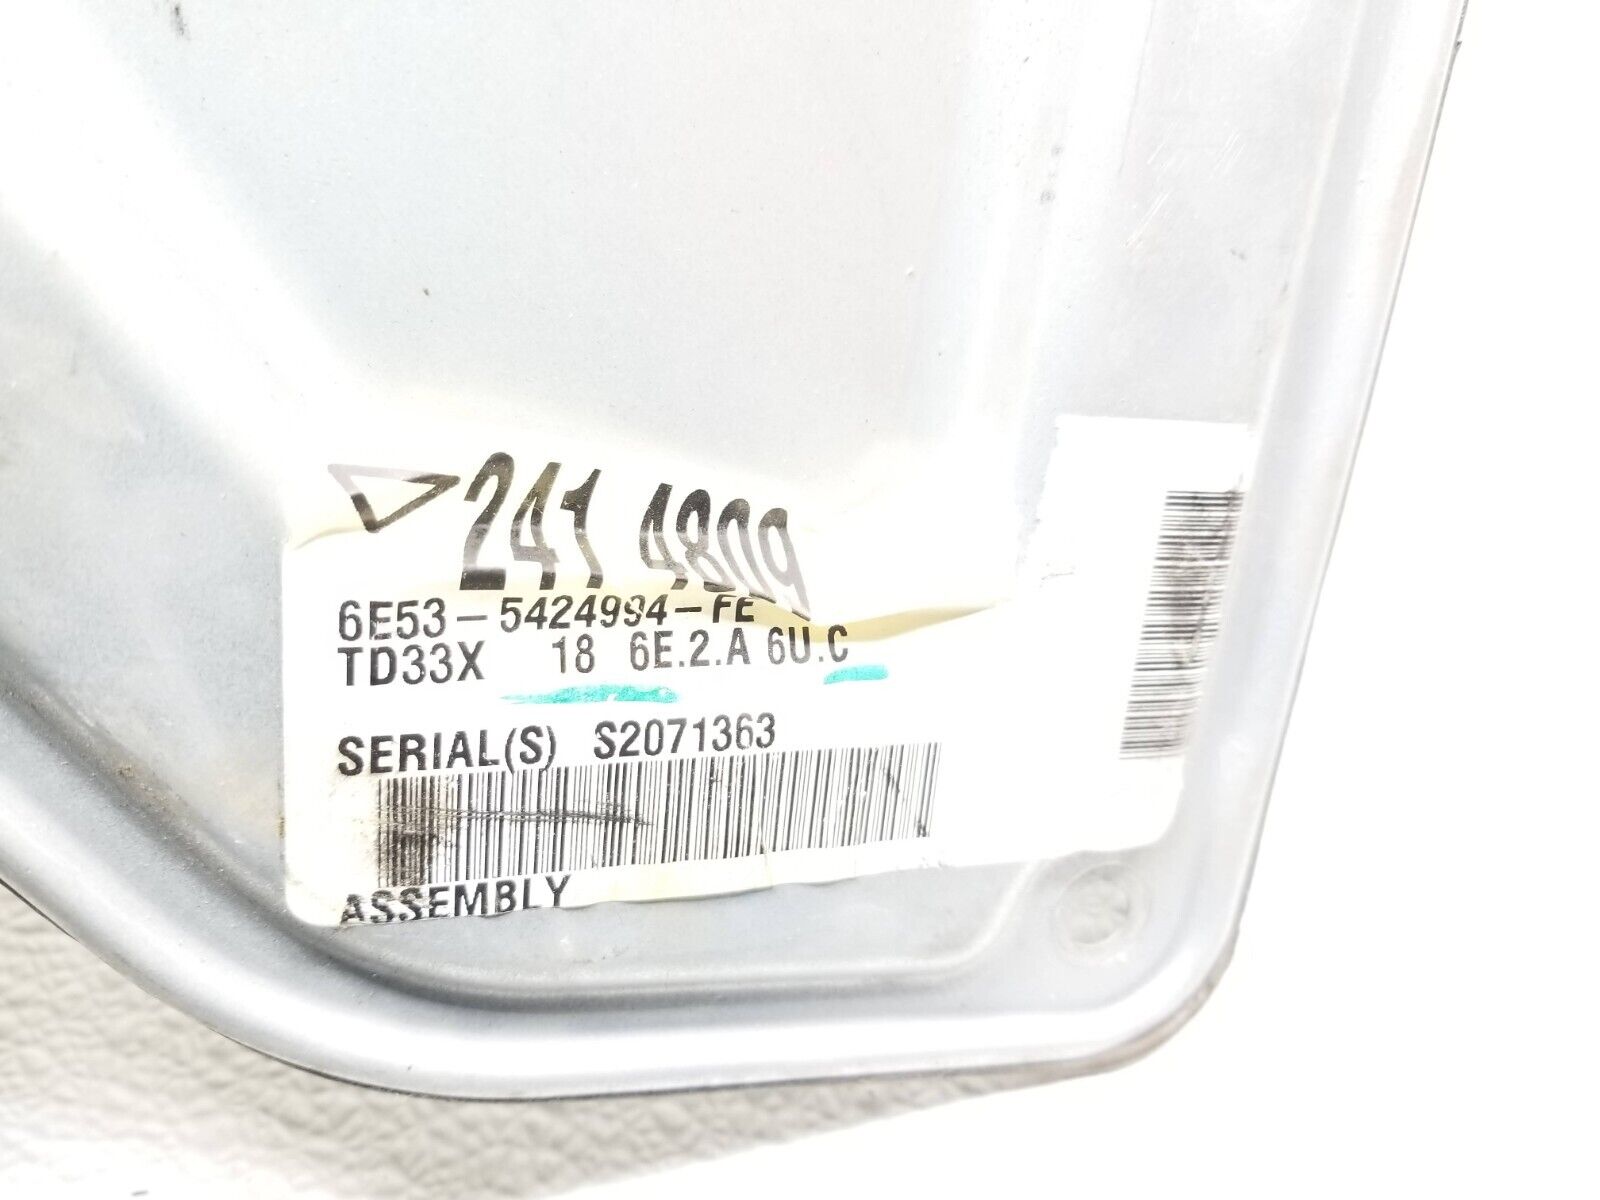 241 4809
6E53-5424994-FE
TD33X 18 6E.2.A 6U.C
SERIAL(S) S2071363
ASSEMBLY